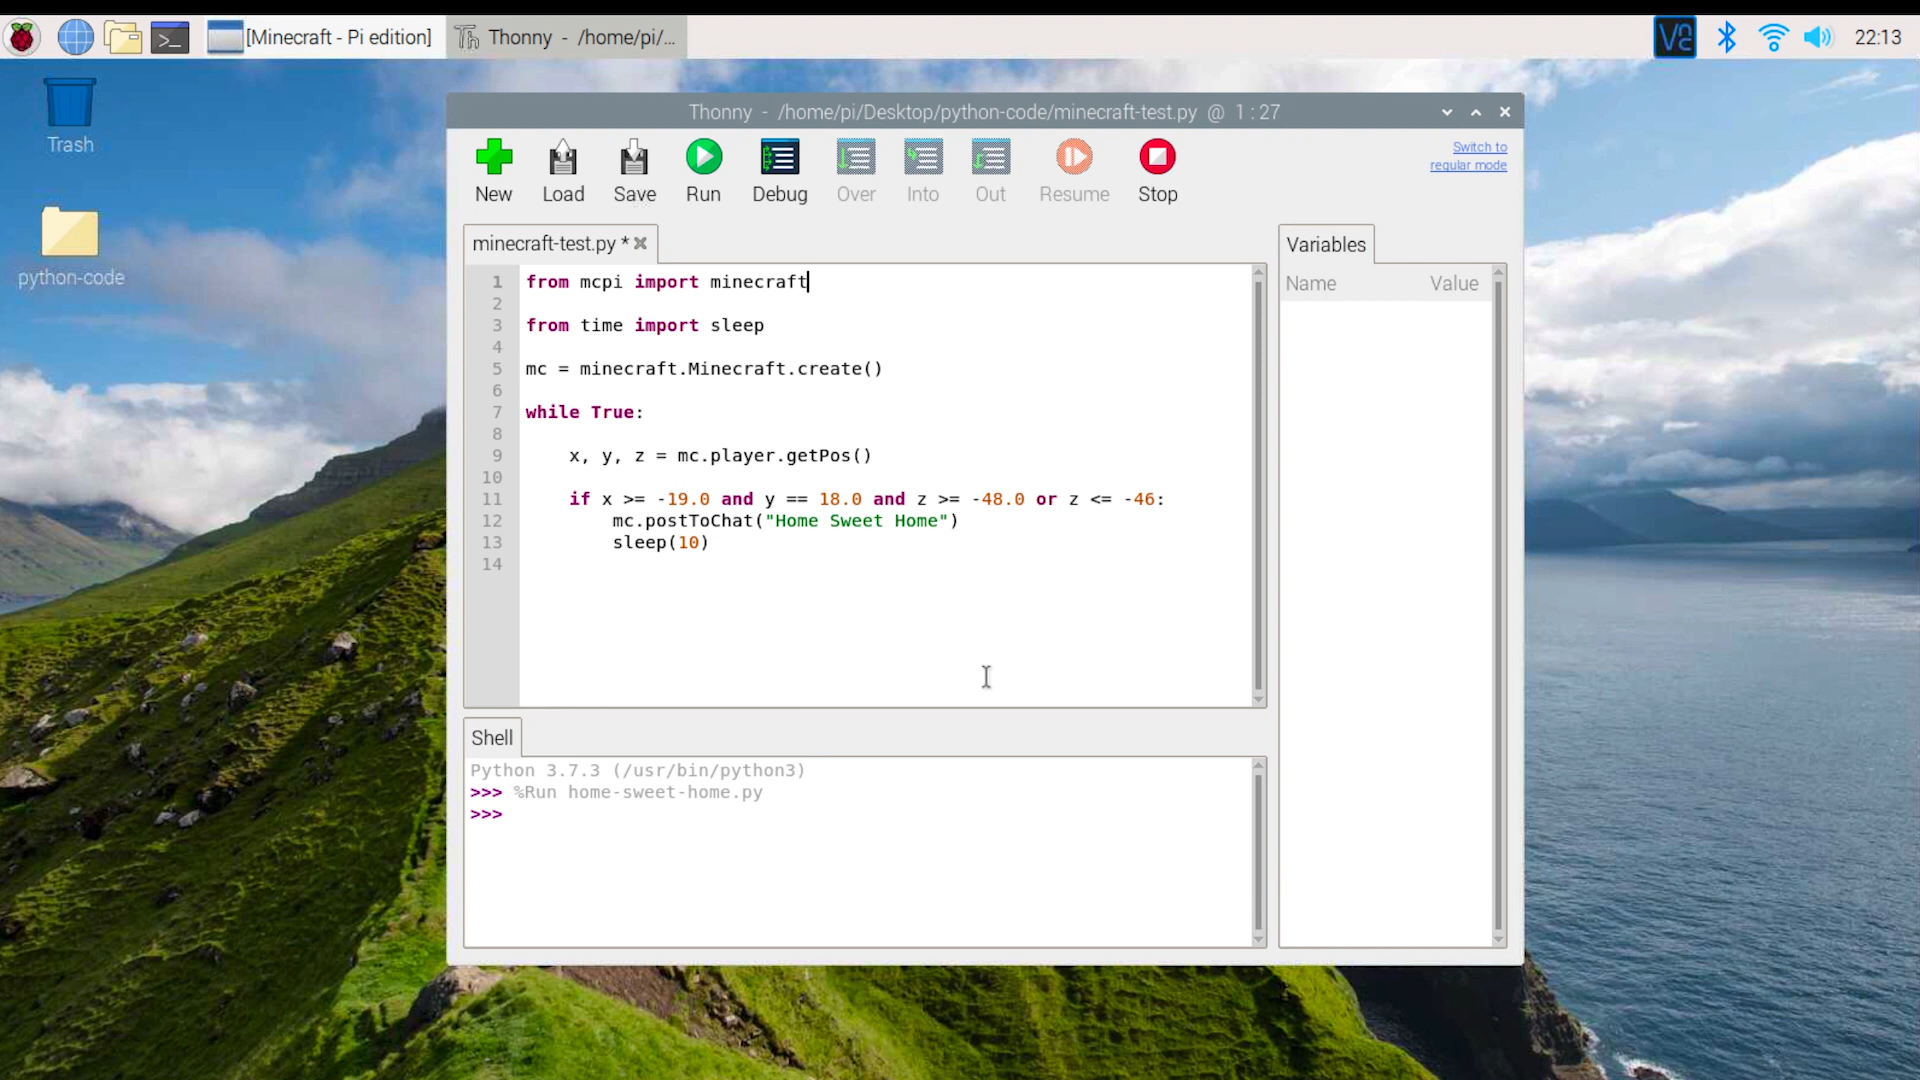 [Minecraft - Pi edition]
Thonny - /home/pi/...
VNC
22:13
Trash
python-code
Thonny - /home/pi/Desktop/python-code/minecraft-test.py @ 1:27
New
Load
Save
Run
Debug
Over
Into
Out
Resume
Stop
Switch to
regular mode
minecraft-test.py *
1 from mcpi import minecraft
2
3 from time import sleep
4
5 mc = minecraft.Minecraft.create()
6
7 while True:
8
9     x, y, z = mc.player.getPos()
10
11     if x >= -19.0 and y == 18.0 and z >= -48.0 or z <= -46:
12         mc.postToChat("Home Sweet Home")
13         sleep(10)
14
Variables
Name Value
Shell
Python 3.7.3 (/usr/bin/python3)
>>> %Run home-sweet-home.py
>>>